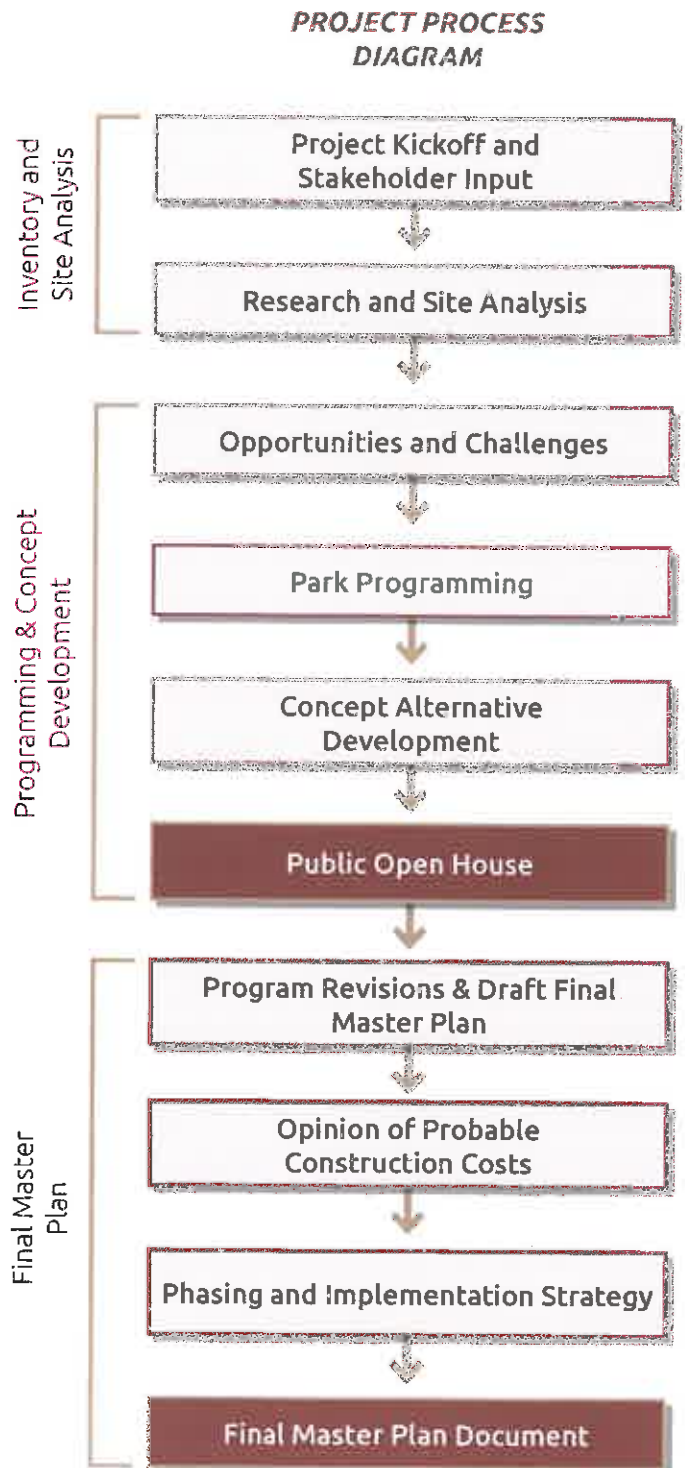 PROJECT PROCESS
DIAGRAM
Inventory and
Site Analysis
Project Kickoff and
Stakeholder Input
Research and Site Analysis
Programming & Concept
Development
Opportunities and Challenges
Park Programming
Concept Alternative
Development
Public Open House
Final Master
Plan
Program Revisions & Draft Final
Master Plan
Opinion of Probable
Construction Costs
Phasing and Implementation Strategy
Final Master Plan Document